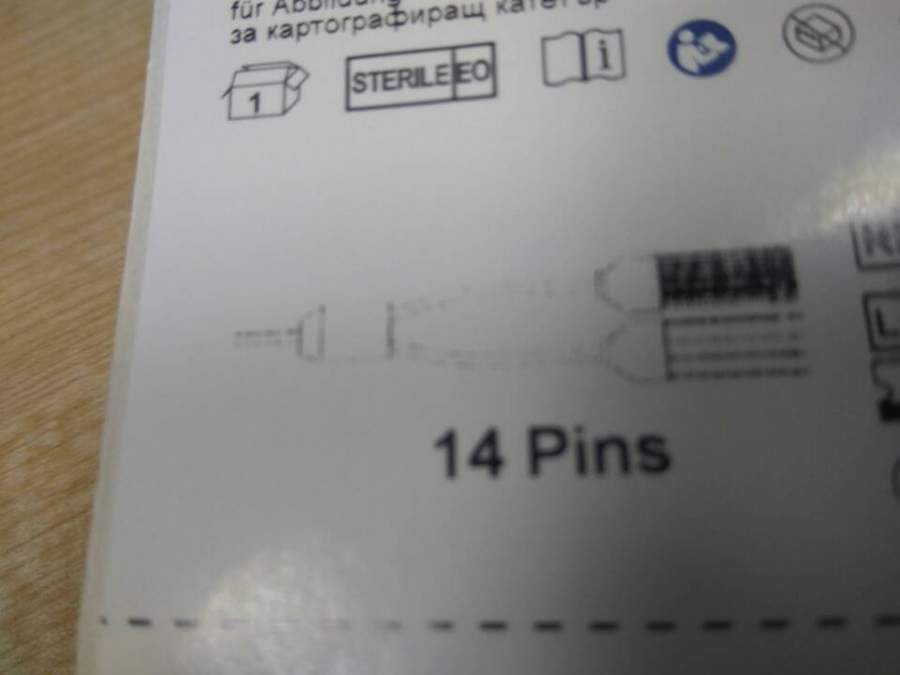 für Abbildung
за картографиращ катетър
1
STERILE EO
i
14 Pins
L